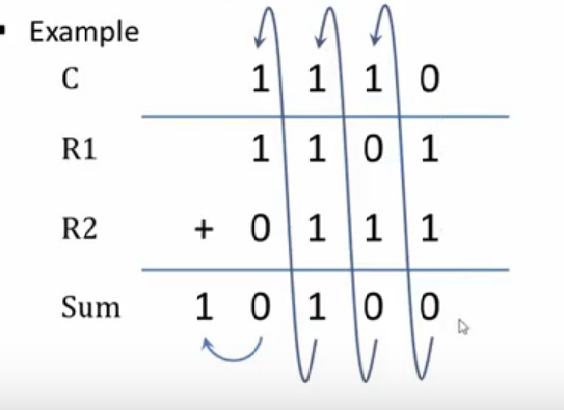 ▪ Example
C 1 1 1 0
R1 1 1 0 1
R2 + 0 1 1 1
Sum 1 0 1 0 0